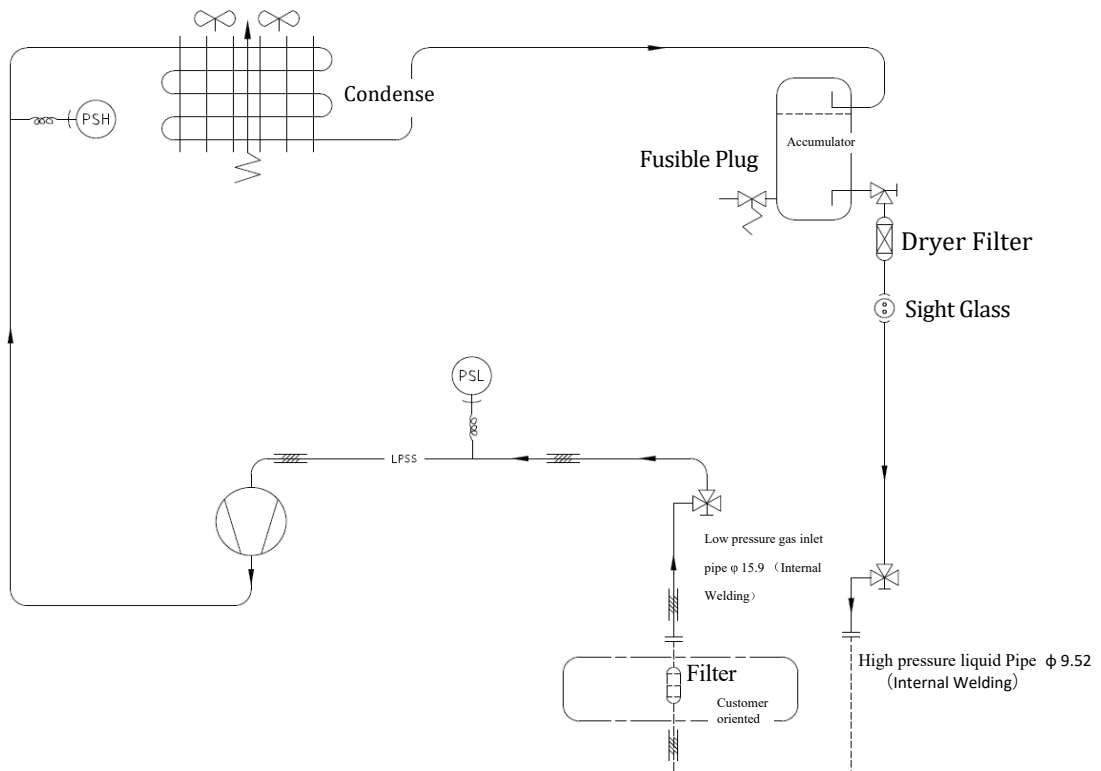 PSH
Condense
Accumulator
Fusible Plug
Dryer Filter
Sight Glass
PSL
LPSS
Low pressure gas inlet
pipe φ 15.9 （Internal
Welding）
High pressure liquid Pipe ϕ 9.52
（Internal Welding）
Filter
Customer
oriented